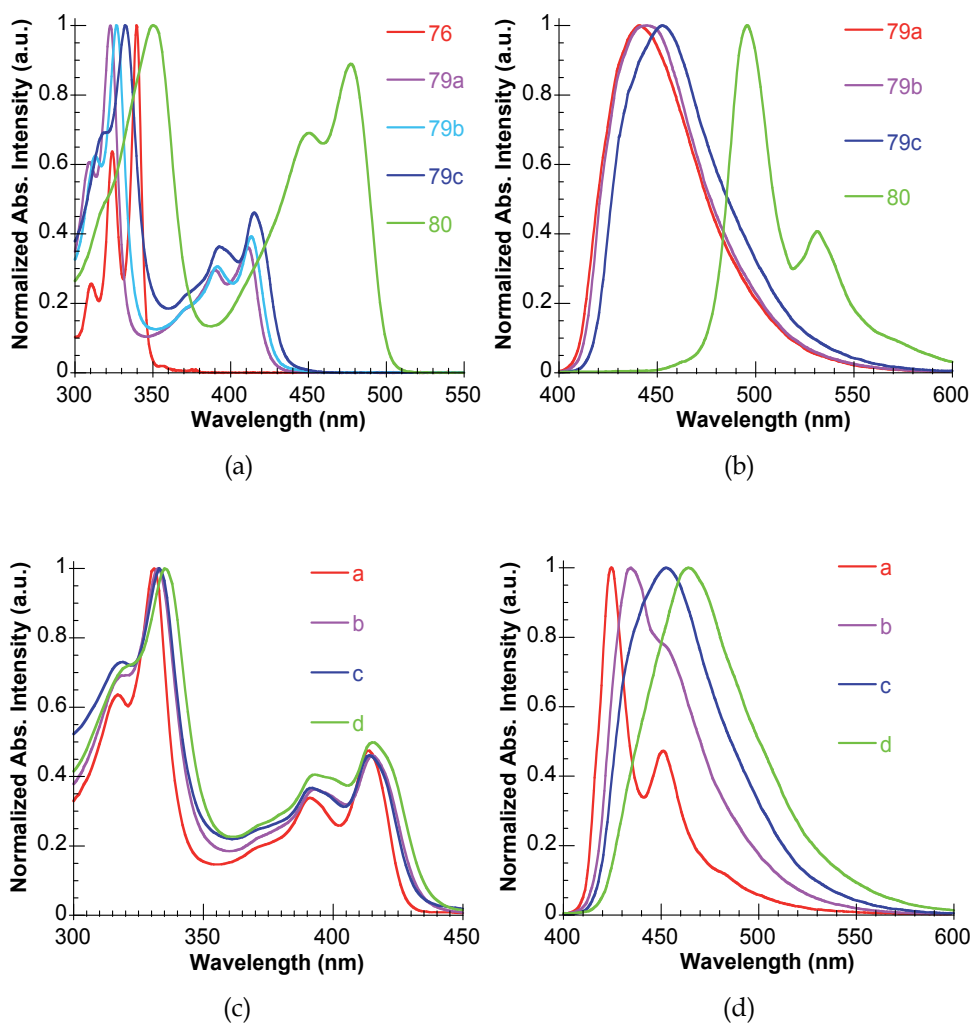 Normalized Abs. Intensity (a.u.)
1
0.8
0.6
0.4
0.2
0
300 350 400 450 500 550
Wavelength (nm)
76
79a
79b
79c
80
(a)
Normalized Abs. Intensity (a.u.)
1
0.8
0.6
0.4
0.2
0
400 450 500 550 600
Wavelength (nm)
79a
79b
79c
80
(b)
Normalized Abs. Intensity (a.u.)
1
0.8
0.6
0.4
0.2
0
300 350 400 450
Wavelength (nm)
a
b
c
d
(c)
Normalized Abs. Intensity (a.u.)
1
0.8
0.6
0.4
0.2
0
400 450 500 550 600
Wavelength (nm)
a
b
c
d
(d)